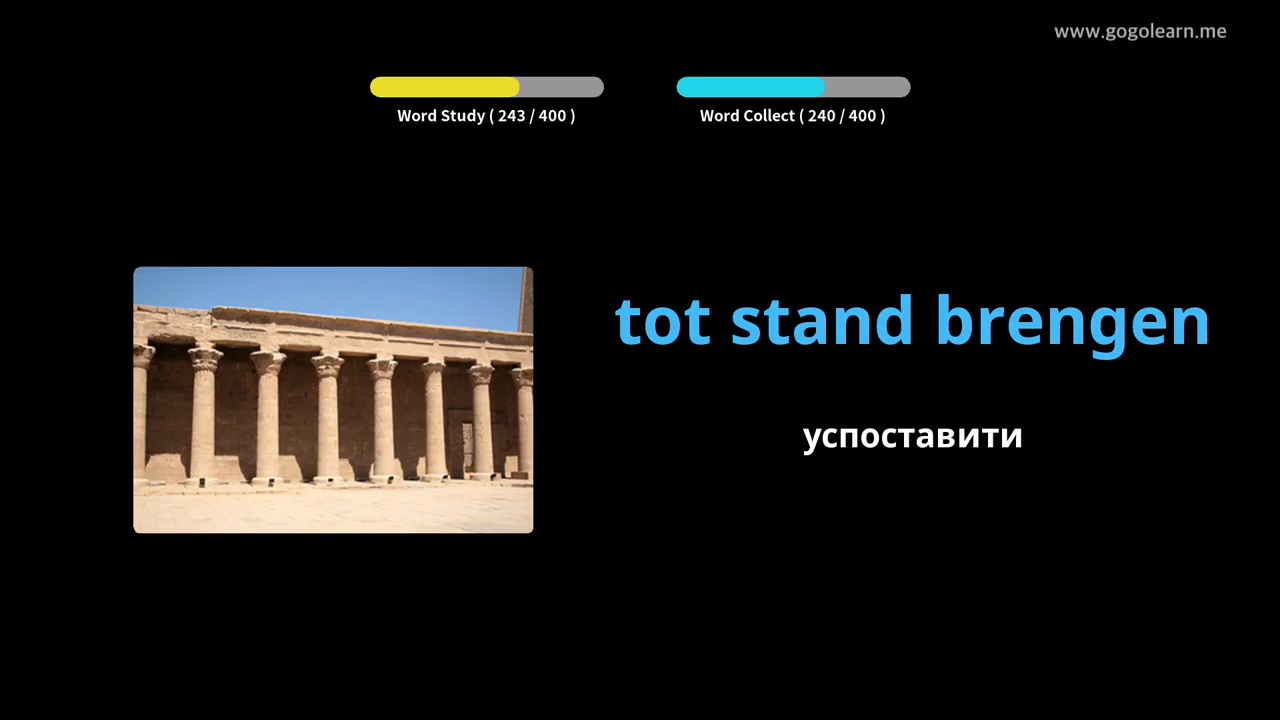 www.gogolearn.me
Word Study ( 243 / 400 )
Word Collect ( 240 / 400 )
tot stand brengen
успоставити